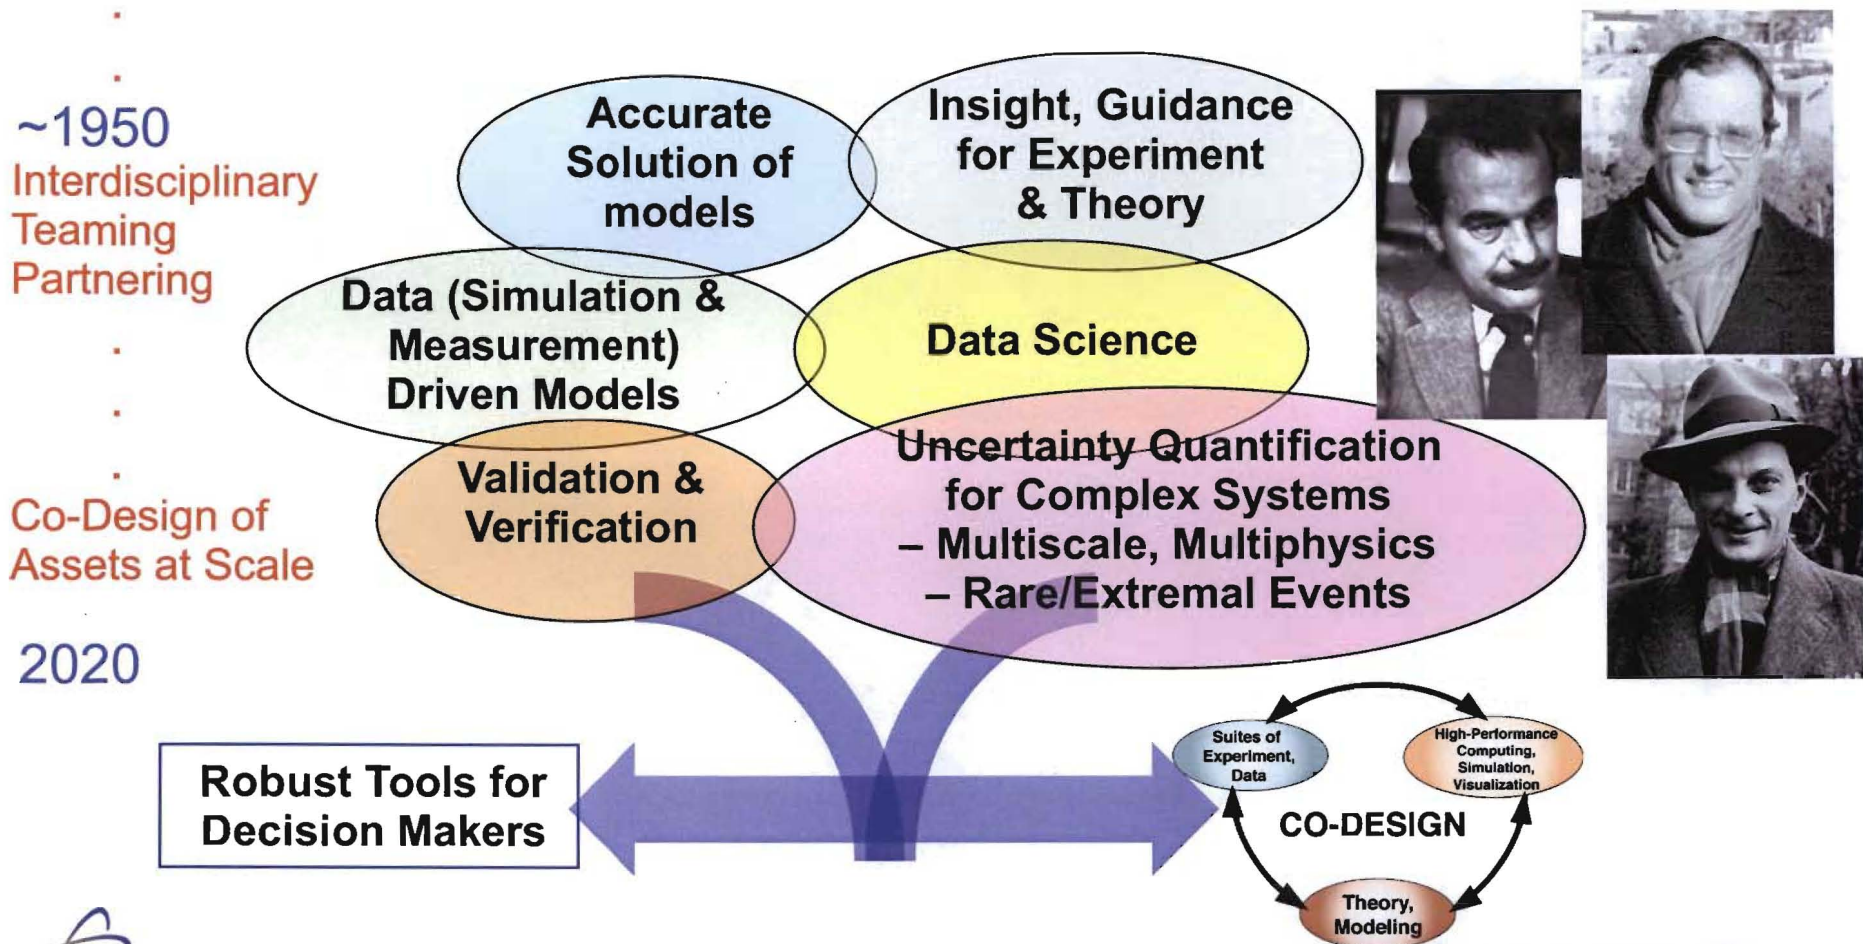 ~1950
Interdisciplinary
Teaming
Partnering
Co-Design of
Assets at Scale
2020
Accurate
Solution of
models
Insight, Guidance
for Experiment
& Theory
Data (Simulation &
Measurement)
Driven Models
Data Science
Validation &
Verification
Uncertainty Quantification
for Complex Systems
– Multiscale, Multiphysics
– Rare/Extremal Events
Robust Tools for
Decision Makers
Suites of
Experiment,
Data
High-Performance
Computing,
Simulation,
Visualization
CO-DESIGN
Theory,
Modeling